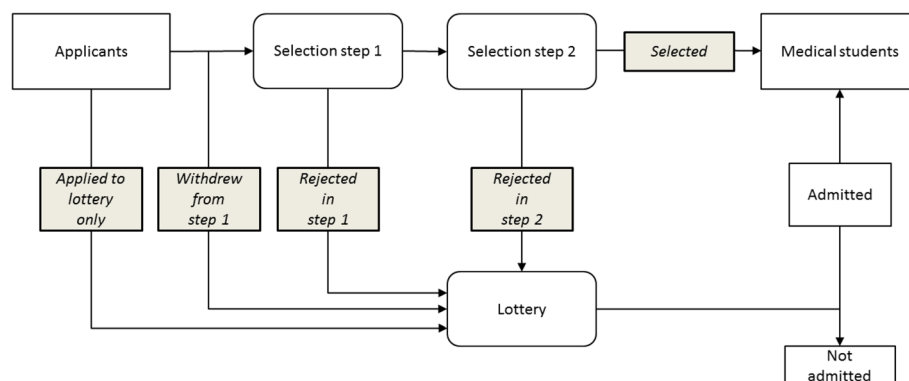 Applicants
Selection step 1
Selection step 2
Selected
Medical students
Applied to
lottery
only
Withdrew
from
step 1
Rejected
in
step 1
Rejected
in
step 2
Admitted
Lottery
Not
admitted